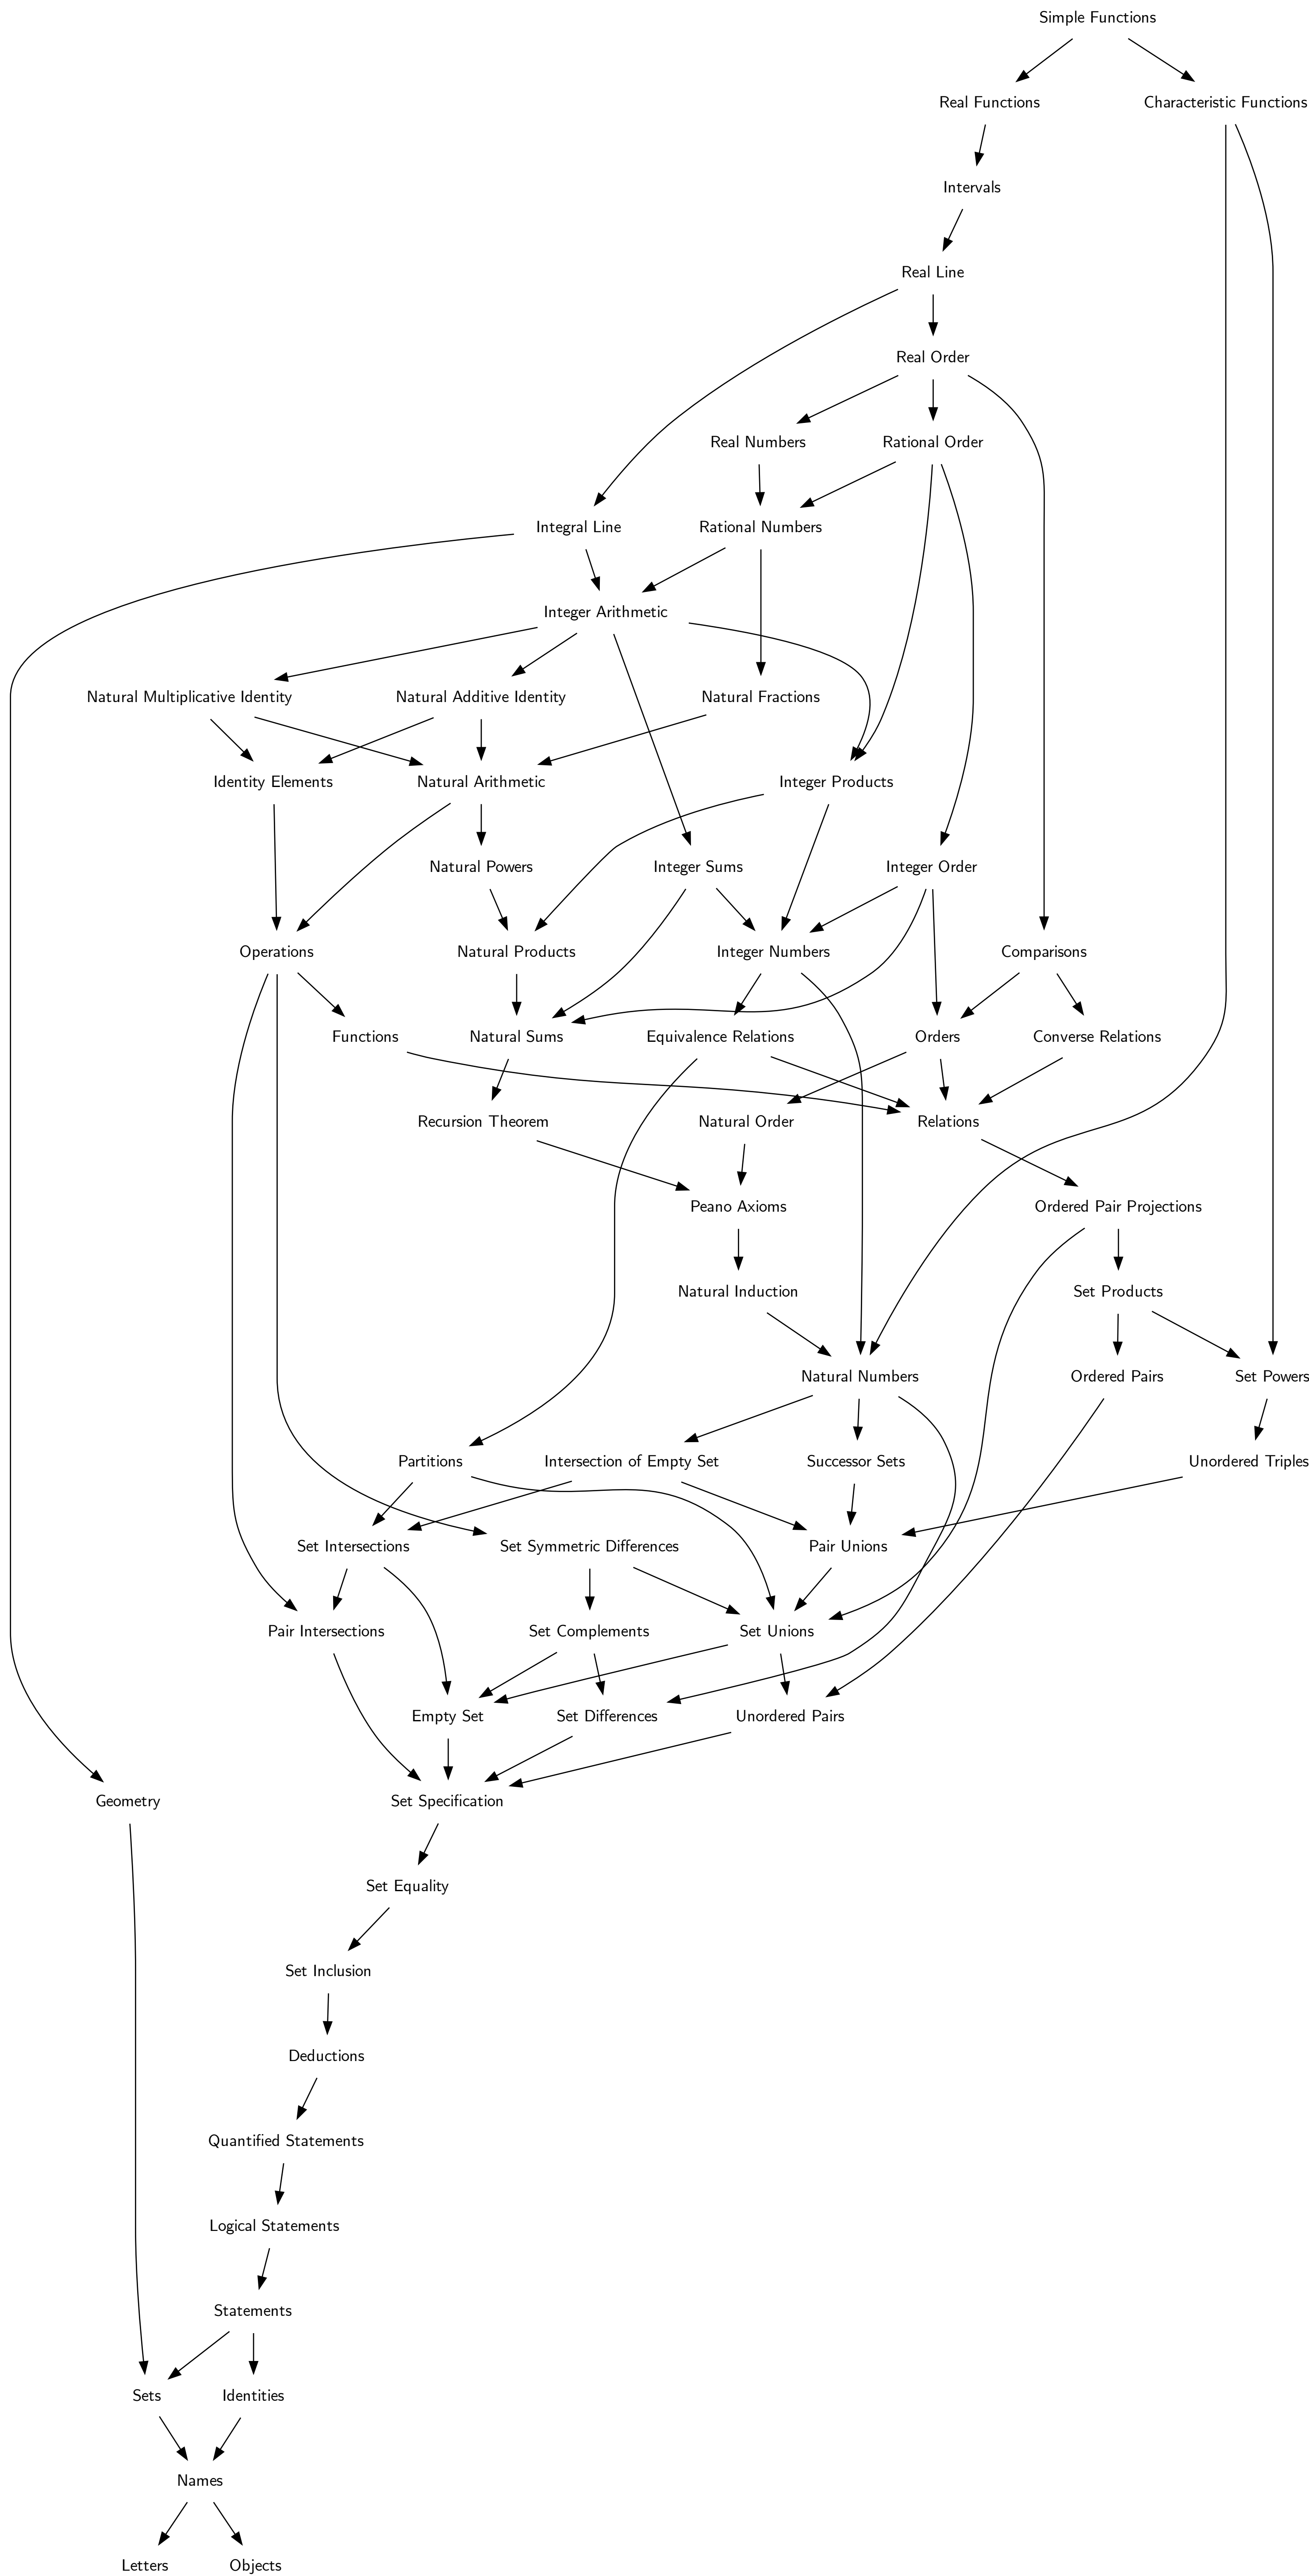 Simple Functions
Real Functions
Characteristic Functions
Intervals
Real Line
Real Order
Real Numbers
Rational Order
Integral Line
Rational Numbers
Integer Arithmetic
Natural Multiplicative Identity
Natural Additive Identity
Natural Fractions
Identity Elements
Natural Arithmetic
Integer Products
Natural Powers
Integer Sums
Integer Order
Operations
Natural Products
Integer Numbers
Comparisons
Functions
Natural Sums
Equivalence Relations
Orders
Converse Relations
Recursion Theorem
Natural Order
Relations
Peano Axioms
Ordered Pair Projections
Natural Induction
Set Products
Natural Numbers
Ordered Pairs
Set Powers
Partitions
Intersection of Empty Set
Successor Sets
Unordered Triples
Set Intersections
Set Symmetric Differences
Pair Unions
Pair Intersections
Set Complements
Set Unions
Empty Set
Set Differences
Unordered Pairs
Geometry
Set Specification
Set Equality
Set Inclusion
Deductions
Quantified Statements
Logical Statements
Statements
Sets
Identities
Names
Letters
Objects